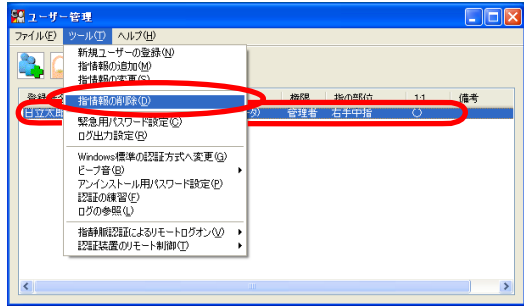 ユーザー管理
ファイル(F) ツール(T) ヘルプ(H)
新規ユーザーの登録(N)
指情報の追加(M)
指情報の変更(S)
指情報の削除(D)
緊急用パスワード設定(C)
ログ出力設定(R)
Windows標準の認証方式へ変更(G)
ビープ音(B)
アンインストール用パスワード設定(P)
認証の練習(F)
ログの参照(L)
指静脈認証によるリモートログオン(V)
認証装置のリモート制御(T)
権限 指の部位 1:1 備考
日立太郎 管理者 右手中指 ○